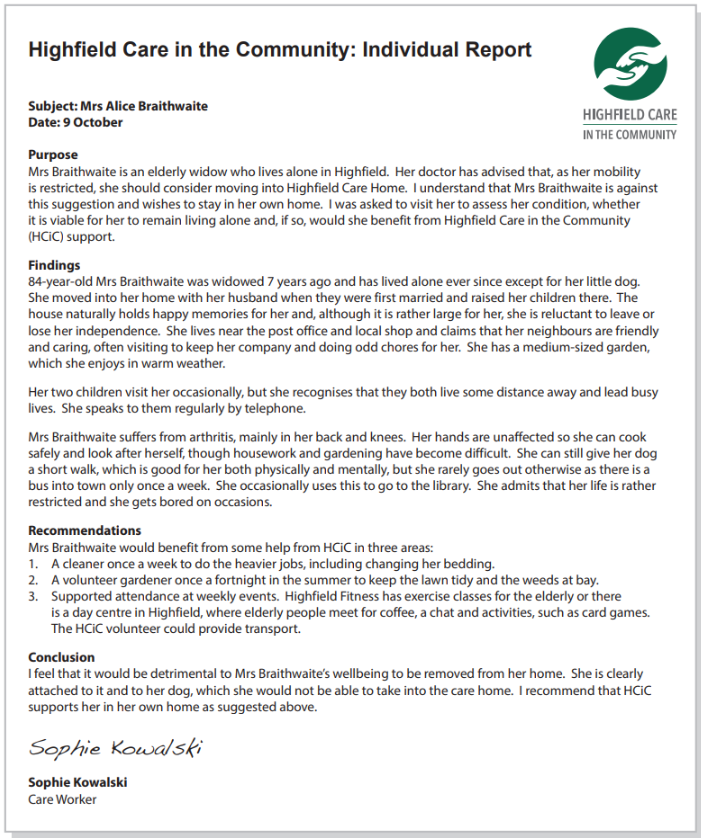 Highfield Care in the Community: Individual Report
HIGHFIELD CARE
IN THE COMMUNITY
Subject: Mrs Alice Braithwaite
Date: 9 October
Purpose
Mrs Braithwaite is an elderly widow who lives alone in Highfield. Her doctor has advised that, as her mobility
is restricted, she should consider moving into Highfield Care Home. I understand that Mrs Braithwaite is against
this suggestion and wishes to stay in her own home. I was asked to visit her to assess her condition, whether
it is viable for her to remain living alone and, if so, would she benefit from Highfield Care in the Community
(HCiC) support.
Findings
84-year-old Mrs Braithwaite was widowed 7 years ago and has lived alone ever since except for her little dog.
She moved into her home with her husband when they were first married and raised her children there. The
house naturally holds happy memories for her and, although it is rather large for her, she is reluctant to leave or
lose her independence. She lives near the post office and local shop and claims that her neighbours are friendly
and caring, often visiting to keep her company and doing odd chores for her. She has a medium-sized garden,
which she enjoys in warm weather.
Her two children visit her occasionally, but she recognises that they both live some distance away and lead busy
lives. She speaks to them regularly by telephone.
Mrs Braithwaite suffers from arthritis, mainly in her back and knees. Her hands are unaffected so she can cook
safely and look after herself, though housework and gardening have become difficult. She can still give her dog
a short walk, which is good for her both physically and mentally, but she rarely goes out otherwise as there is a
bus into town only once a week. She occasionally uses this to go to the library. She admits that her life is rather
restricted and she gets bored on occasions.
Recommendations
Mrs Braithwaite would benefit from some help from HCiC in three areas:
1. A cleaner once a week to do the heavier jobs, including changing her bedding.
2. A volunteer gardener once a fortnight in the summer to keep the lawn tidy and the weeds at bay.
3. Supported attendance at weekly events. Highfield Fitness has exercise classes for the elderly or there
is a day centre in Highfield, where elderly people meet for coffee, a chat and activities, such as card games.
The HCiC volunteer could provide transport.
Conclusion
I feel that it would be detrimental to Mrs Braithwaite's wellbeing to be removed from her home. She is clearly
attached to it and to her dog, which she would not be able to take into the care home. I recommend that HCiC
supports her in her own home as suggested above.
Sophie Kowalski
Sophie Kowalski
Care Worker